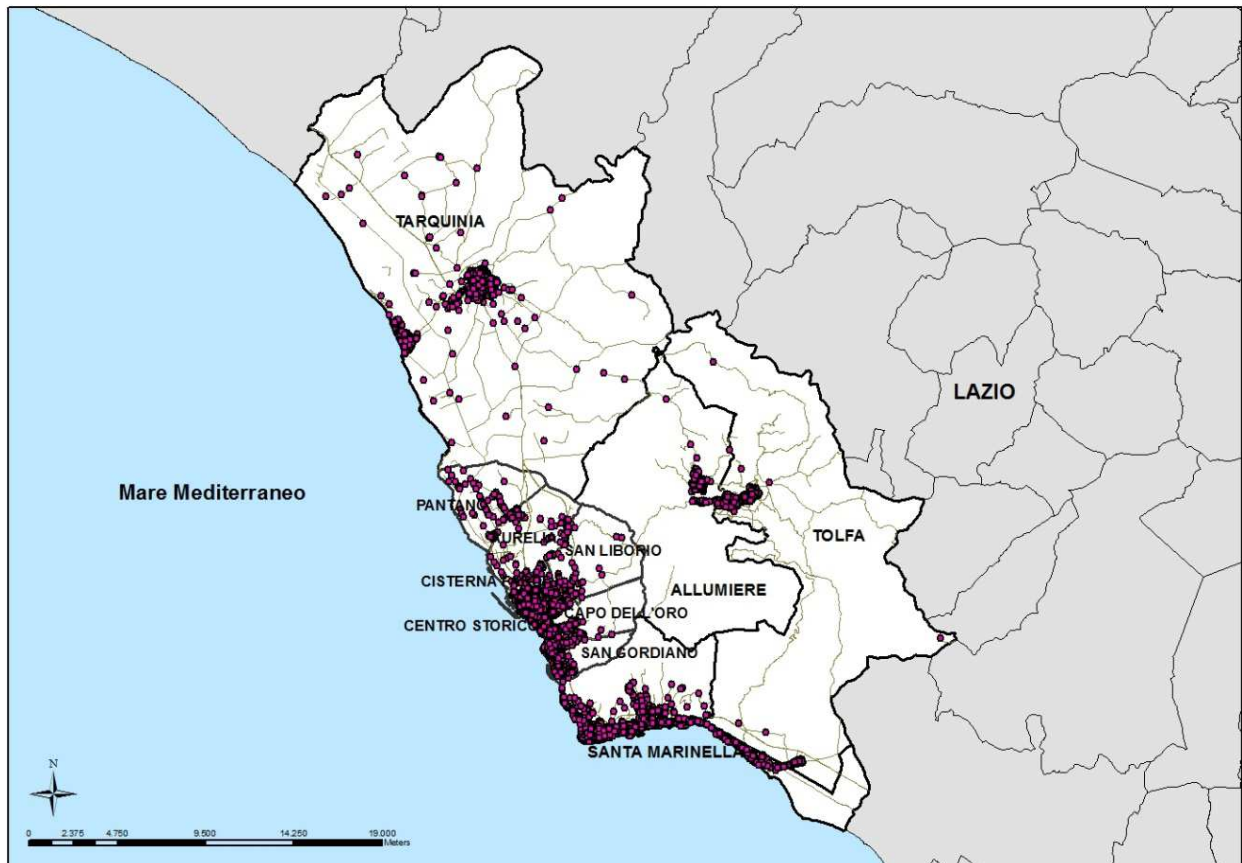 TARQUINIA
LAZIO
Mare Mediterraneo
PANTANO
AURELIA
SAN LIBORIO
TOLFA
CISTERNA
ALLUMIERE
CAPO DELL'ORO
CENTRO STORICO
SAN GORDIANO
SANTA MARINELLA
N
0 2.375 4.750 9.500 14.250 19.000
Meters